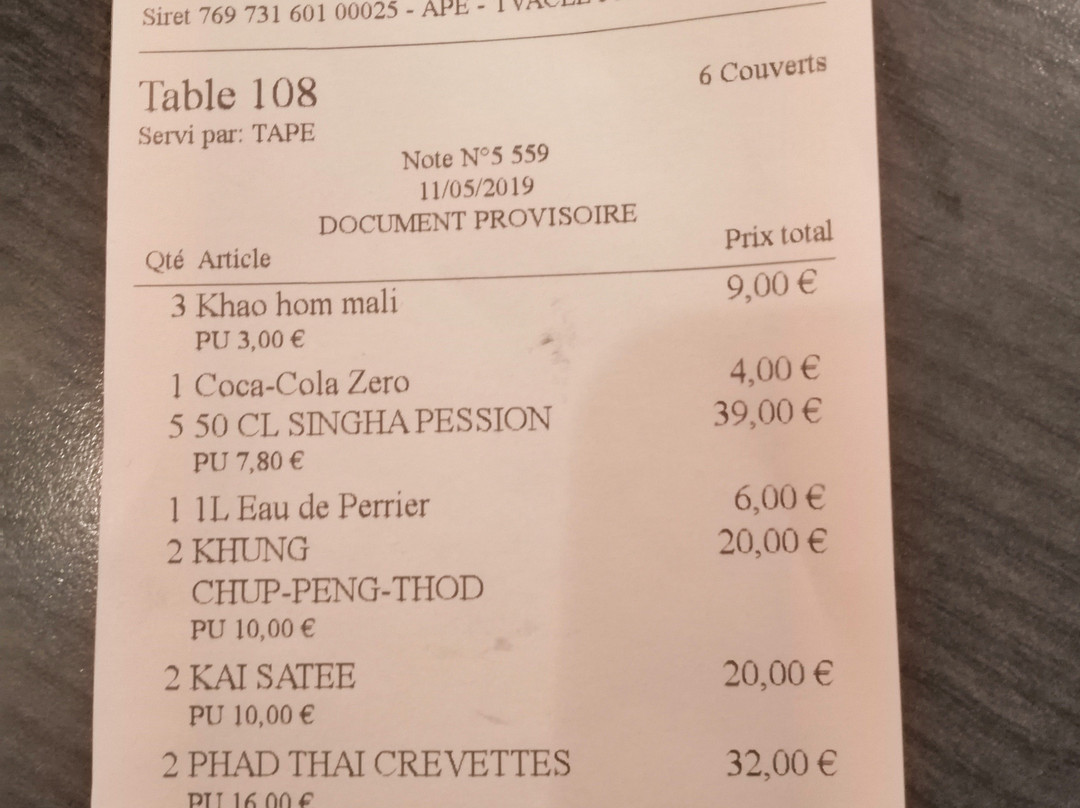 Siret 769 731 601 00025 - APE -
Table 108
6 Couverts
Servi par: TAPE
Note N°5 559
11/05/2019
DOCUMENT PROVISOIRE
Qté Article Prix total
3 Khao hom mali 9,00 €
PU 3,00 €
1 Coca-Cola Zero 4,00 €
5 50 CL SINGHA PESSION 39,00 €
PU 7,80 €
1 1L Eau de Perrier 6,00 €
2 KHUNG 20,00 €
CHUP-PENG-THOD
PU 10,00 €
2 KAI SATEE 20,00 €
PU 10,00 €
2 PHAD THAI CREVETTES 32,00 €
PU 16,00 €